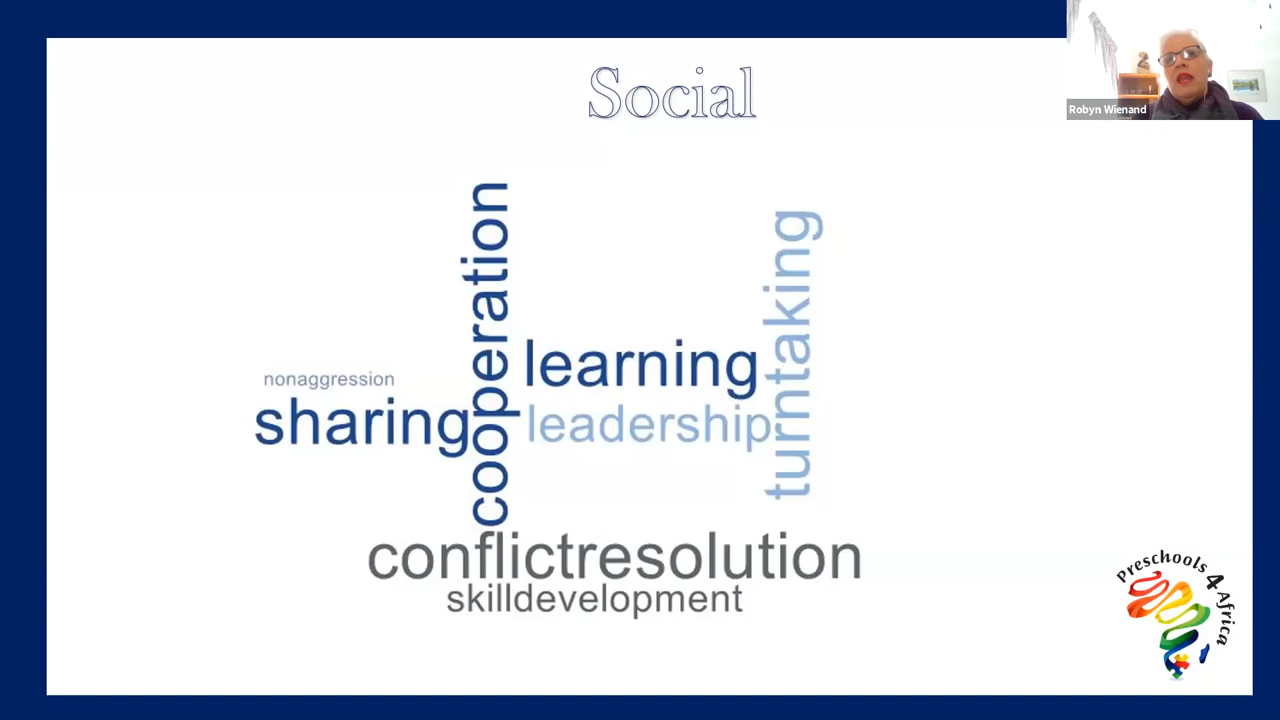 Social
Robyn Wienand
cooperation
turntaking
learning
nonaggression
sharing
leadership
conflictresolution
skilldevelopment
Preschools 4 Africa